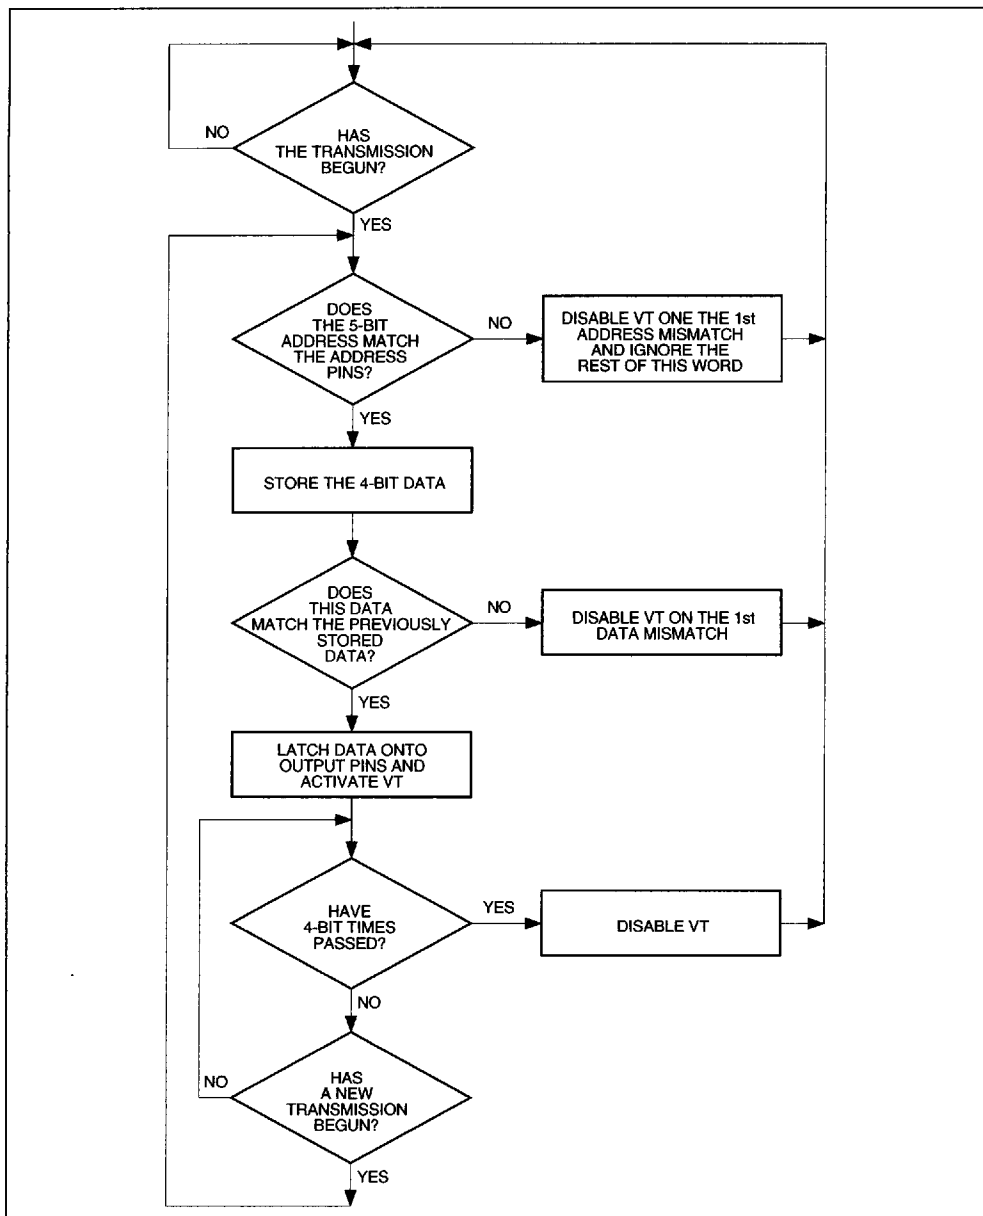 NO
HAS
THE TRANSMISSION
BEGUN?
YES
DOES
THE 5-BIT
ADDRESS MATCH
THE ADDRESS
PINS?
NO
DISABLE VT ONE THE 1st
ADDRESS MISMATCH
AND IGNORE THE
REST OF THIS WORD
YES
STORE THE 4-BIT DATA
DOES
THIS DATA
MATCH THE PREVIOUSLY
STORED
DATA?
NO
DISABLE VT ON THE 1st
DATA MISMATCH
YES
LATCH DATA ONTO
OUTPUT PINS AND
ACTIVATE VT
HAVE
4-BIT TIMES
PASSED?
YES
DISABLE VT
NO
NO
HAS
A NEW
TRANSMISSION
BEGUN?
YES